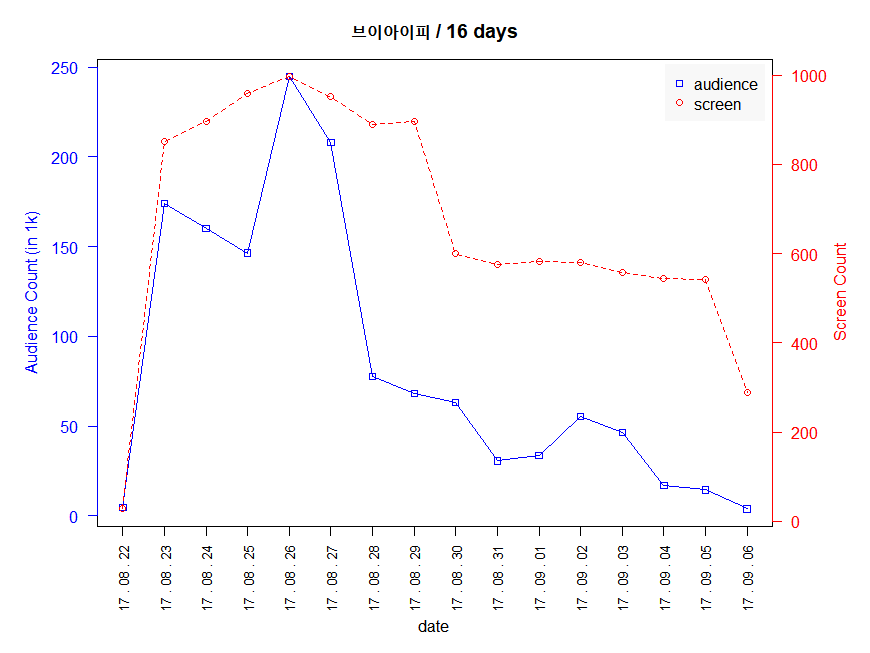 브이아이피 / 16 days
audience
screen
Audience Count (in 1k)
250
200
150
100
50
0
1000
800
600
400
200
0
Screen Count
17 . 08 . 22
17 . 08 . 23
17 . 08 . 24
17 . 08 . 25
17 . 08 . 26
17 . 08 . 27
17 . 08 . 28
17 . 08 . 29
17 . 08 . 30
17 . 08 . 31
17 . 09 . 01
17 . 09 . 02
17 . 09 . 03
17 . 09 . 04
17 . 09 . 05
17 . 09 . 06
date